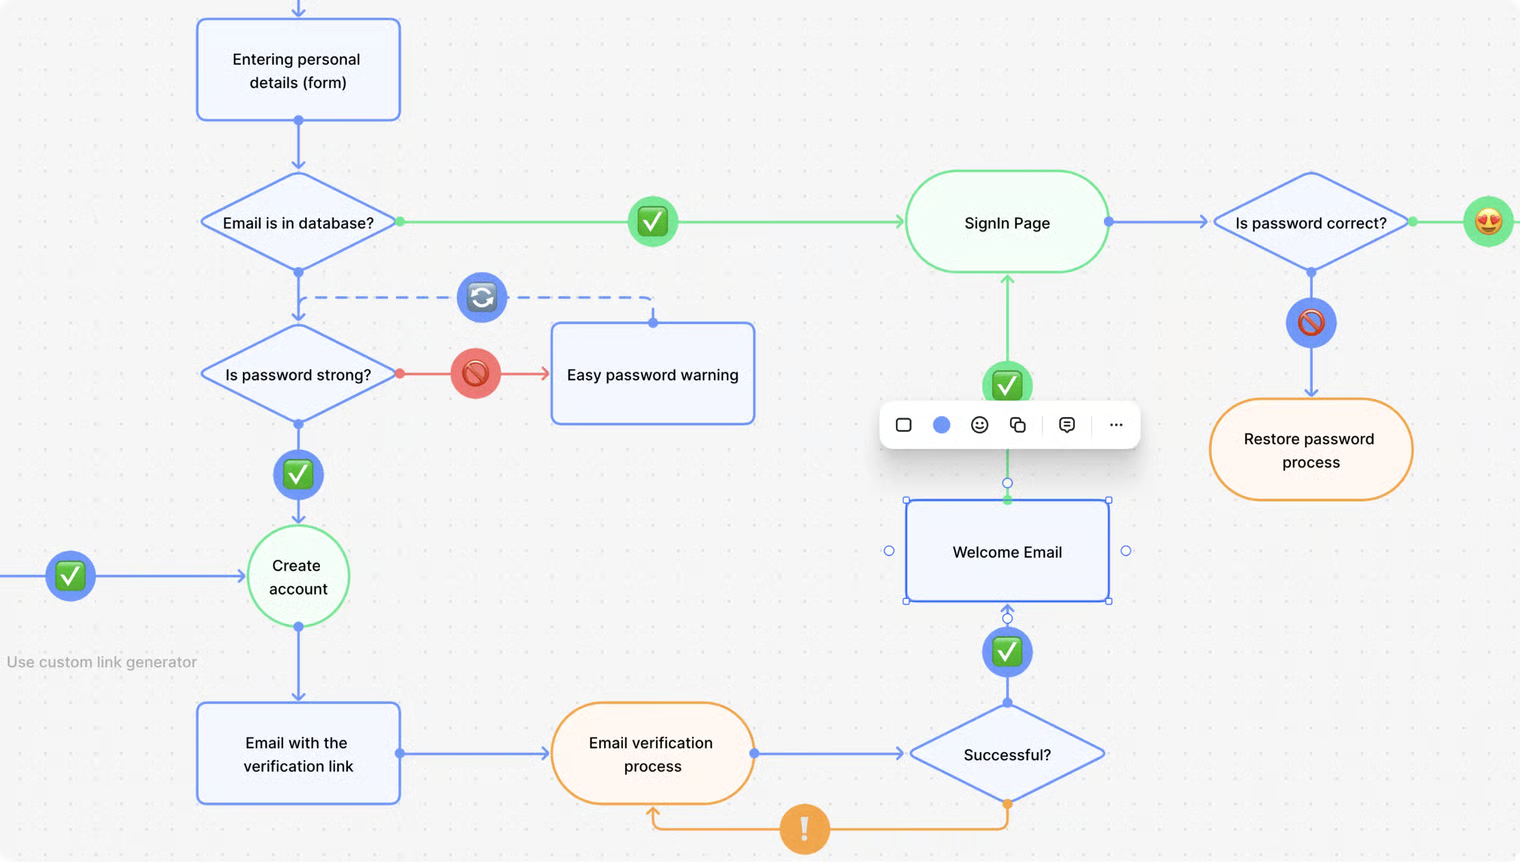 Entering personal
details (form)
Email is in database?
SignIn Page
Is password correct?
Is password strong?
Easy password warning
Restore password
process
Create
account
Welcome Email
Use custom link generator
Email with the
verification link
Email verification
process
Successful?